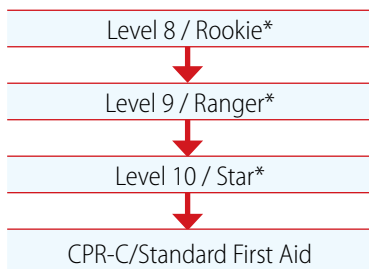 Level 8 / Rookie*
Level 9 / Ranger*
Level 10 / Star*
CPR-C/Standard First Aid